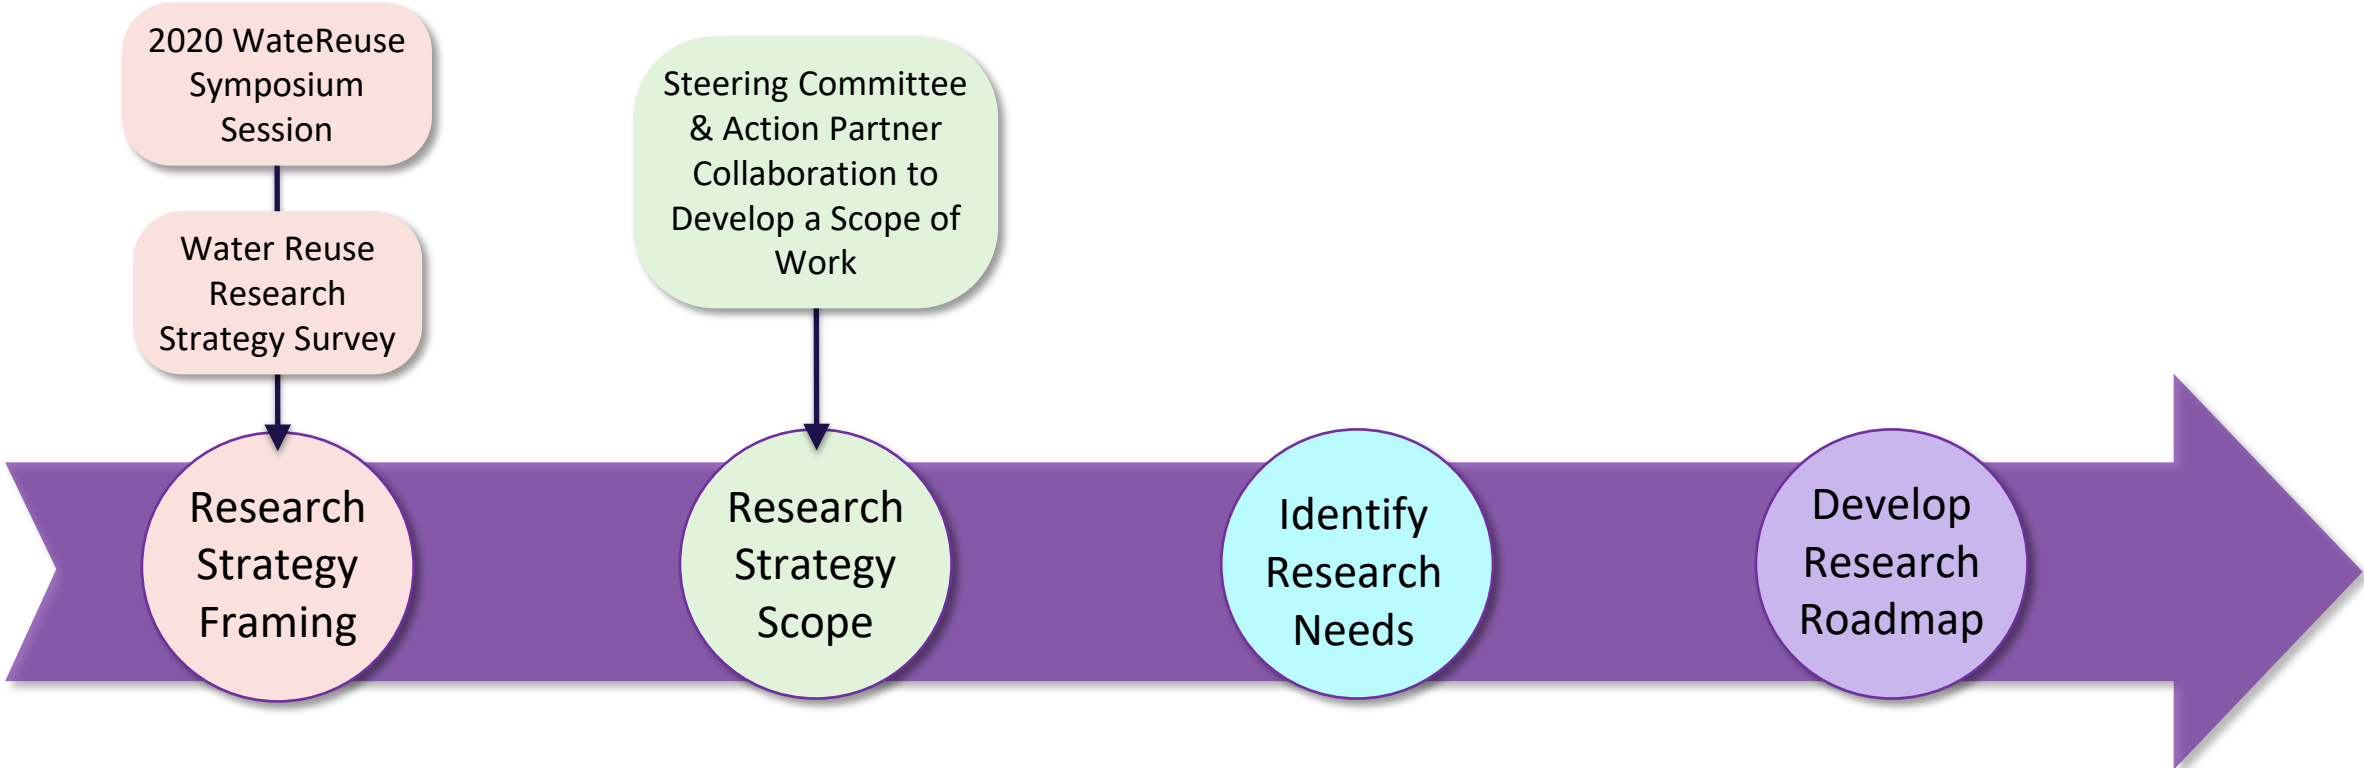 2020 WateReuse
Symposium
Session
Water Reuse
Research
Strategy Survey
Steering Committee
& Action Partner
Collaboration to
Develop a Scope of
Work
Research
Strategy
Framing
Research
Strategy
Scope
Identify
Research
Needs
Develop
Research
Roadmap